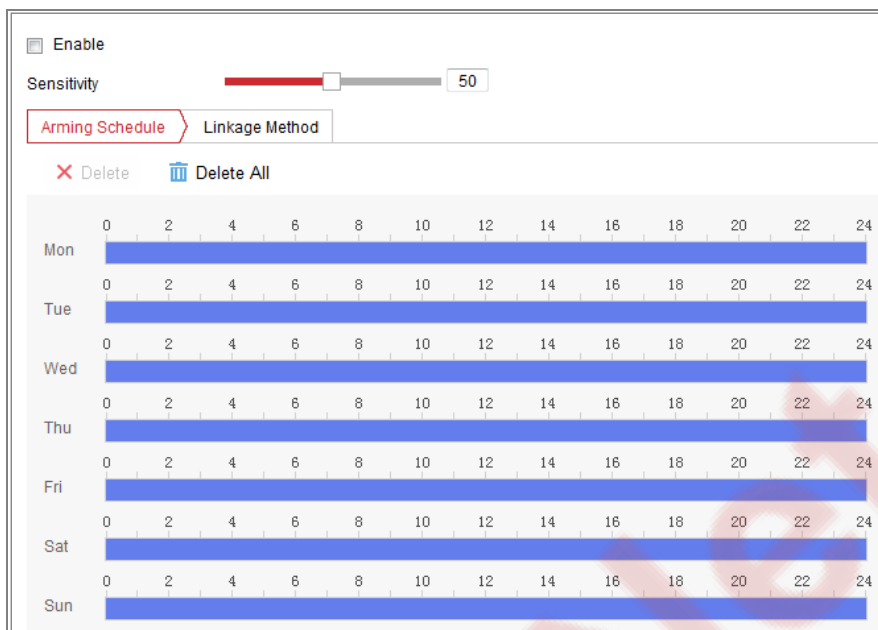 Enable
Sensitivity 50
Arming Schedule Linkage Method
Delete Delete All
0 2 4 6 8 10 12 14 16 18 20 22 24
Mon
0 2 4 6 8 10 12 14 16 18 20 22 24
Tue
0 2 4 6 8 10 12 14 16 18 20 22 24
Wed
0 2 4 6 8 10 12 14 16 18 20 22 24
Thu
0 2 4 6 8 10 12 14 16 18 20 22 24
Fri
0 2 4 6 8 10 12 14 16 18 20 22 24
Sat
0 2 4 6 8 10 12 14 16 18 20 22 24
Sun